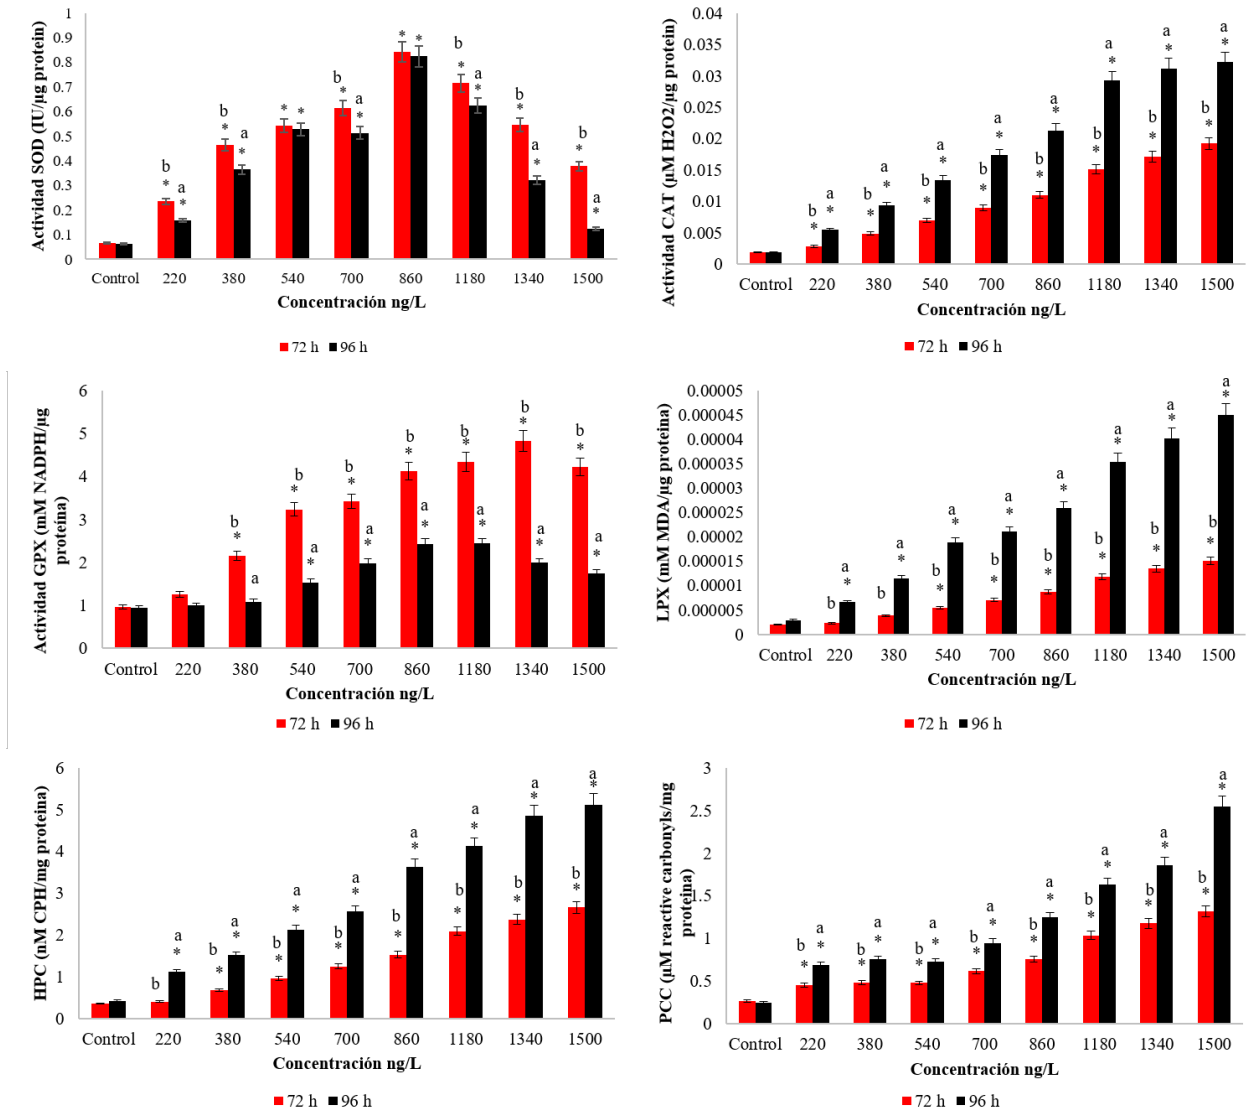 Actividad SOD (IU/µg protein)
1
0.9
0.8
0.7
0.6
0.5
0.4
0.3
0.2
0.1
0
b
*
a
*
b
*
a
*
*
*
b
*
a
*
*
*
b
*
a
*
b
*
a
*
b
*
a
*
Control 220 380 540 700 860 1180 1340 1500
Concentración ng/L
72 h 96 h
Actividad CAT (µM H2O2/µg protein)
0.04
0.035
0.03
0.025
0.02
0.015
0.01
0.005
0
b
*
a
*
b
*
a
*
b
*
a
*
b
*
a
*
b
*
a
*
b
*
a
*
b
*
a
*
b
*
a
*
Control 220 380 540 700 860 1180 1340 1500
Concentración ng/L
72 h 96 h
Actividad GPX (mM NADPH/µg
proteina)
6
5
4
3
2
1
0
b
*
a
b
*
a
*
b
*
a
*
b
*
a
*
b
*
a
*
b
*
a
*
b
*
a
*
Control 220 380 540 700 860 1180 1340 1500
Concentración ng/L
72 h 96 h
LPX (mM MDA/µg proteina)
0.00005
0.000045
0.00004
0.000035
0.00003
0.000025
0.00002
0.000015
0.00001
0.000005
0
b
a
*
b
a
*
b
*
a
*
b
*
a
*
b
*
a
*
b
*
a
*
b
*
a
*
b
*
a
*
Control 220 380 540 700 860 1180 1340 1500
Concentración ng/L
72 h 96 h
HPC (nM CPH/mg proteina)
6
5
4
3
2
1
0
b
a
*
b
*
a
*
b
*
a
*
b
*
a
*
b
*
a
*
b
*
a
*
b
*
a
*
b
*
a
*
Control 220 380 540 700 860 1180 1340 1500
Concentración ng/L
72 h 96 h
PCC (µM reactive carbonyls/mg
proteina)
3
2.5
2
1.5
1
0.5
0
b
*
a
*
b
*
a
*
b
*
a
*
b
*
a
*
b
*
a
*
b
*
a
*
b
*
a
*
b
*
a
*
Control 220 380 540 700 860 1180 1340 1500
Concentración ng/L
72 h 96 h